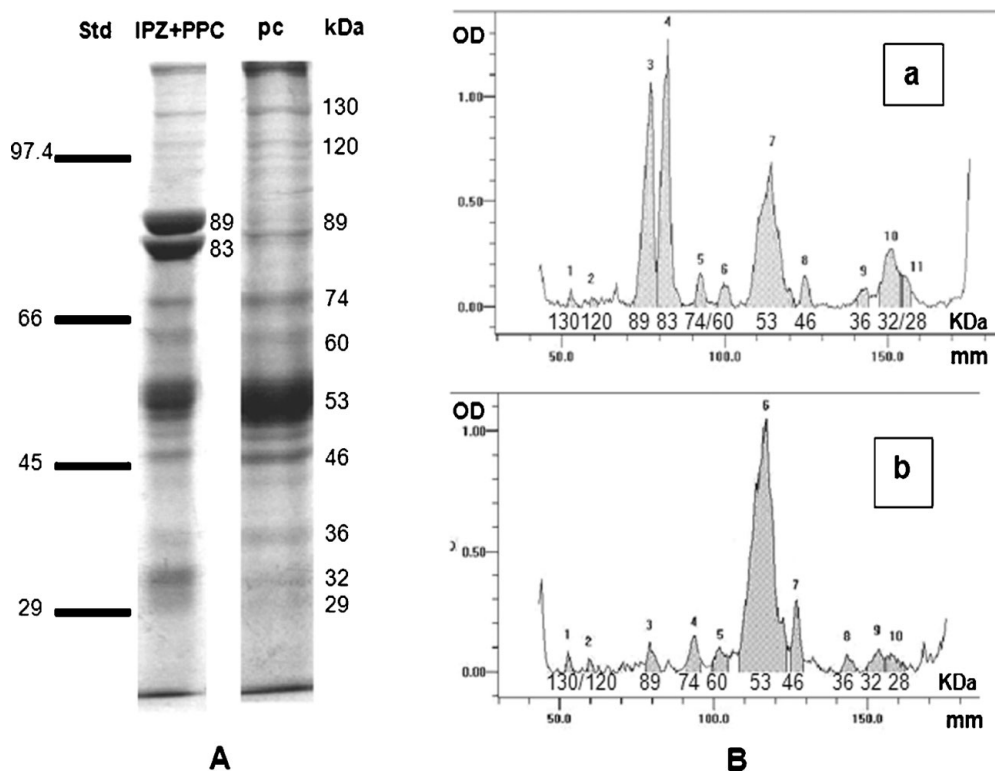 Std IPZ+PPC pc kDa
130
120
97.4
89 89
83
74
66
60
53
46
45
36
32
29 29
A
OD
a
1.00
0.50
0.00
1 2 3 4 5 6 7 8 9 10 11
130 120 89 83 74/60 53 46 36 32/28 KDa
50.0 100.0 150.0 mm
OD
b
1.00
0.50
0.00
1 2 3 4 5 6 7 8 9 10
130/120 89 74 60 53 46 36 32 28 KDa
50.0 100.0 150.0 mm
B